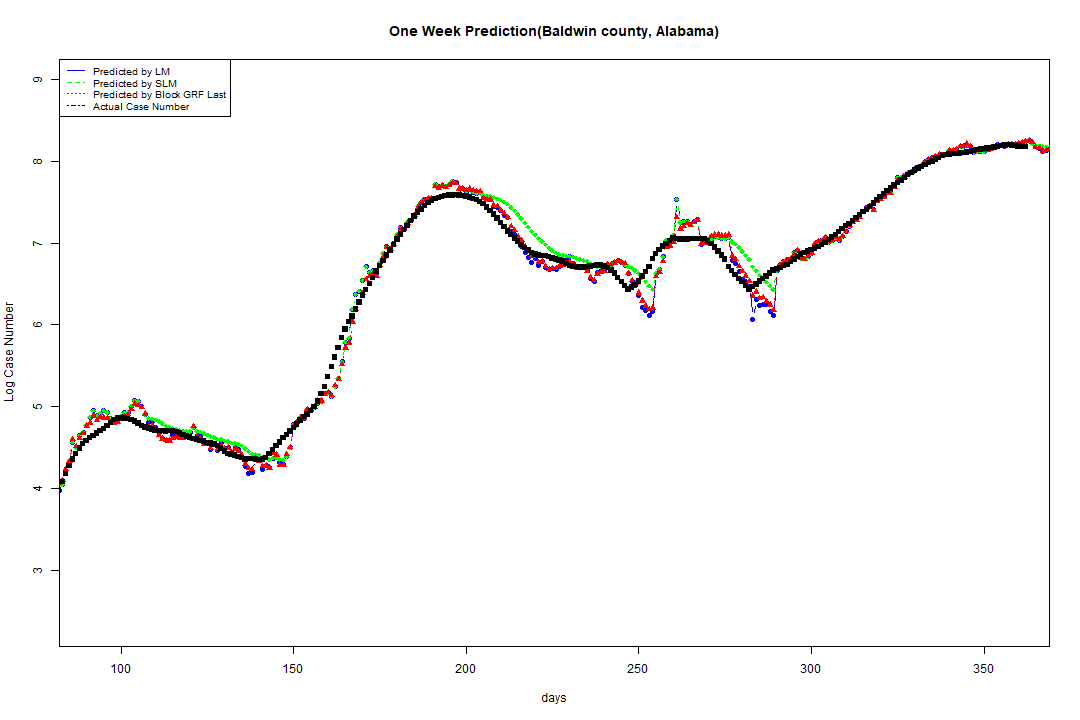 One Week Prediction(Baldwin county, Alabama)
Predicted by LM
Predicted by SLM
Predicted by Block GRF Last
Actual Case Number
9
8
7
6
5
4
3
Log Case Number
100 150 200 250 300 350
days